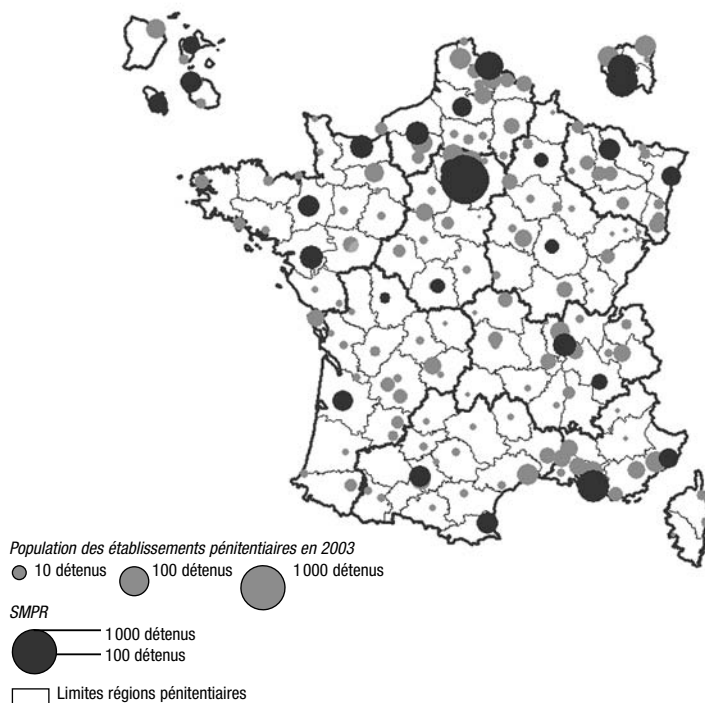 Population des établissements pénitentiaires en 2003
10 détenus 100 détenus 1 000 détenus
SMPR
1 000 détenus
100 détenus
Limites régions pénitentiaires